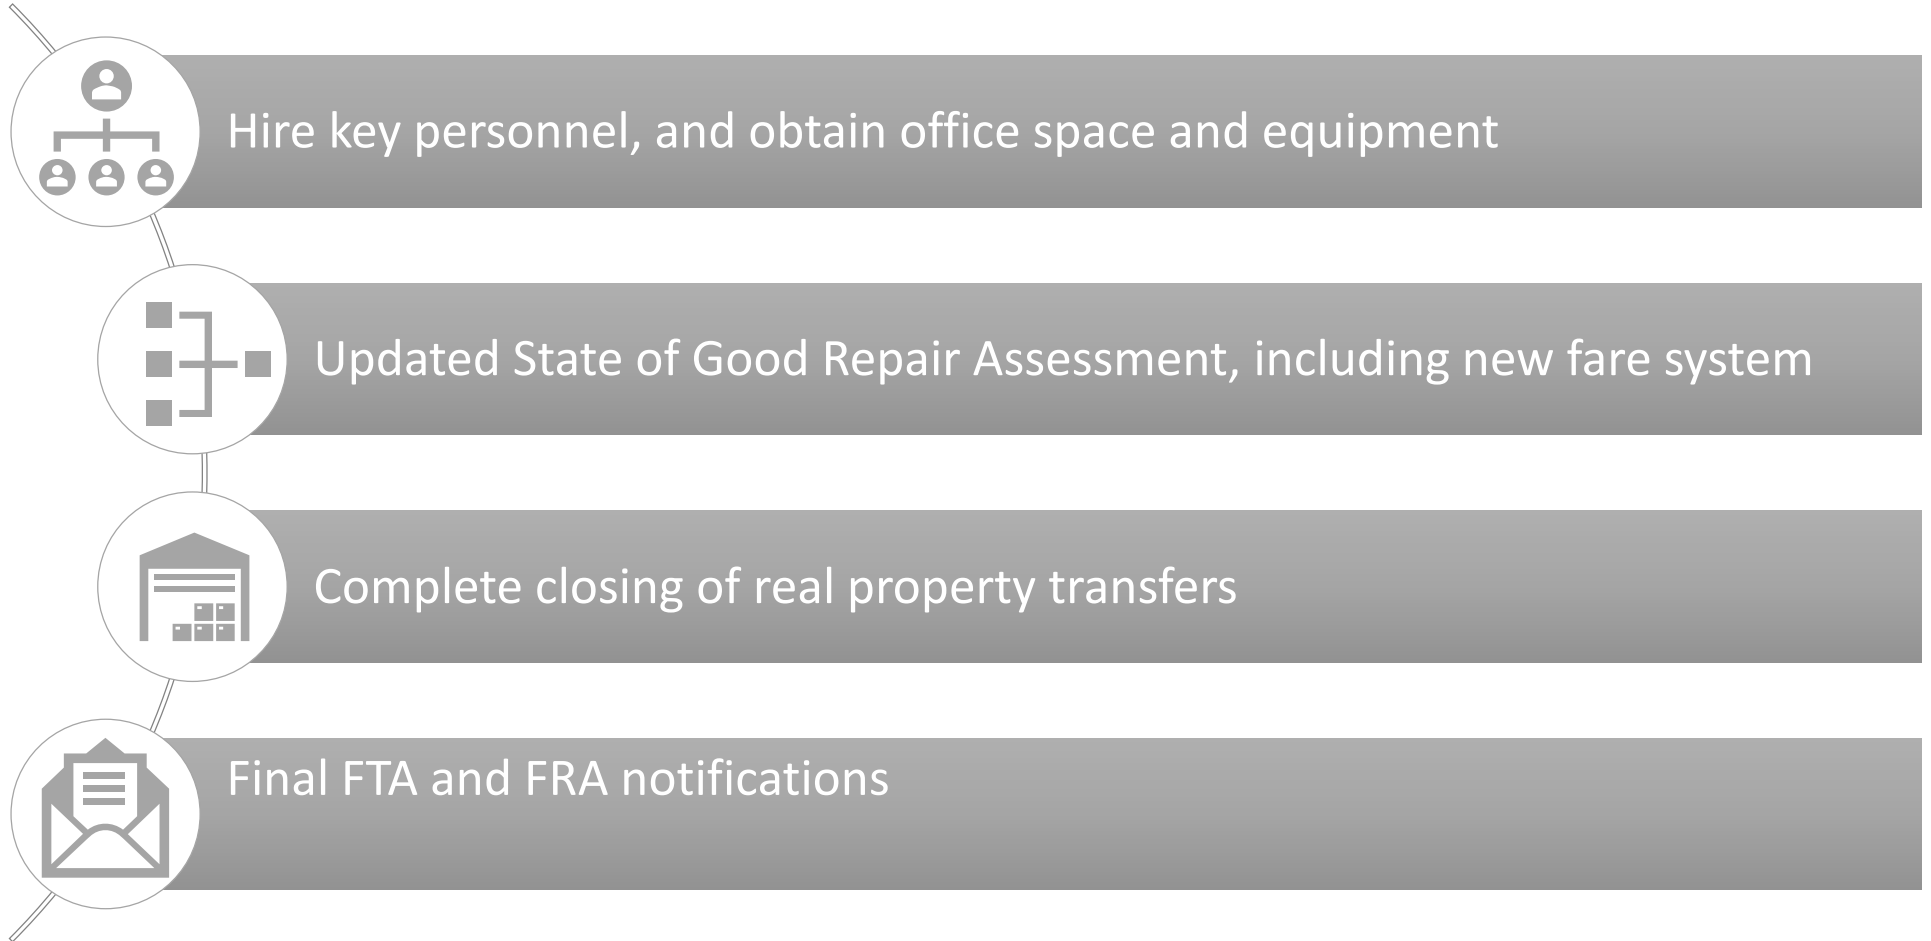 Hire key personnel, and obtain office space and equipment
Updated State of Good Repair Assessment, including new fare system
Complete closing of real property transfers
Final FTA and FRA notifications